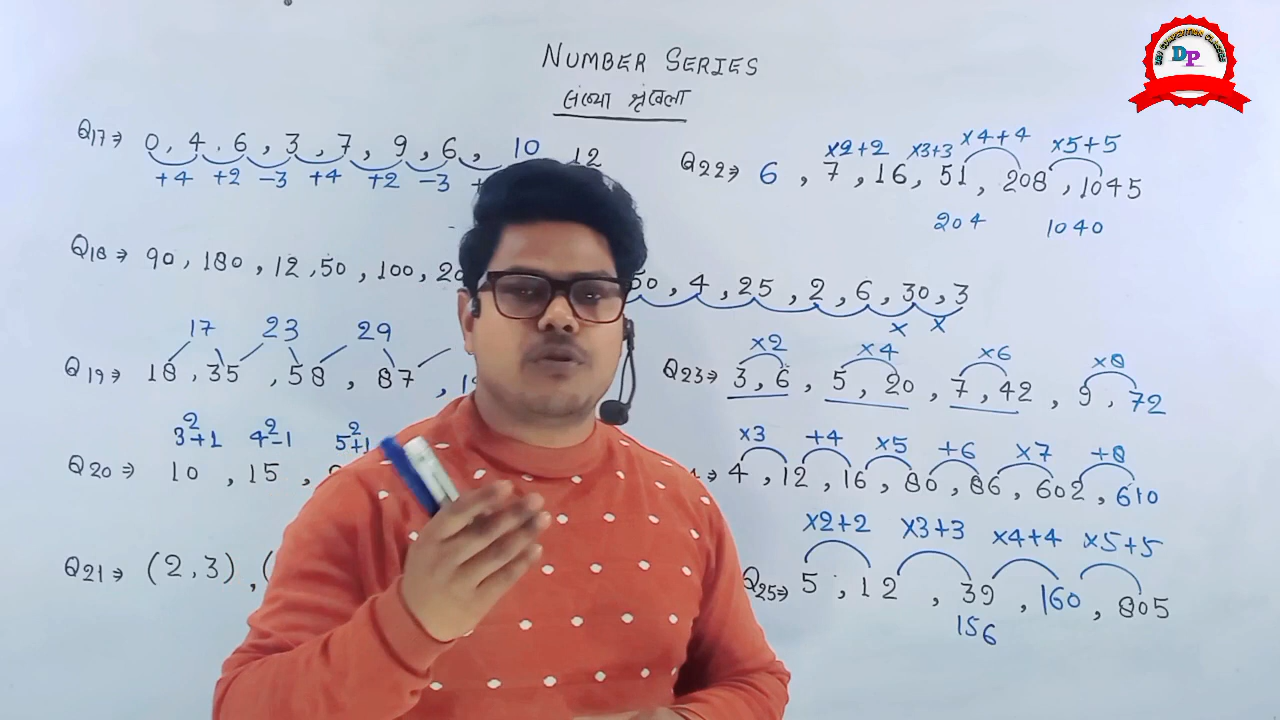 NUMBER SERIES
संख्या श्रृंखला
Q17⇒ 0, 4, 6, 3, 7, 9, 6, 10 12
+4 +2 -3 +4 +2 -3
Q18⇒ 90, 180, 12, 50, 100, 20
50, 4, 25, 2, 6, 30, 3
x x
17 23 29
Q19⇒ 18, 35, 58, 87,
3²+1 4²-1 5²+1
Q20⇒ 10, 15,
Q21⇒ (2,3), (
x2+2 x3+3 x4+4 x5+5
Q22⇒ 6, 7, 16, 51, 208, 1045
204 1040
x2 x4 x6 x8
Q23⇒ 3, 6, 5, 20, 7, 42, 9, 72
x3 +4 x5 +6 x7 +8
4, 12, 16, 80, 86, 602, 610
x2+2 x3+3 x4+4 x5+5
Q25⇒ 5, 12, 39, 160, 805
156
DP